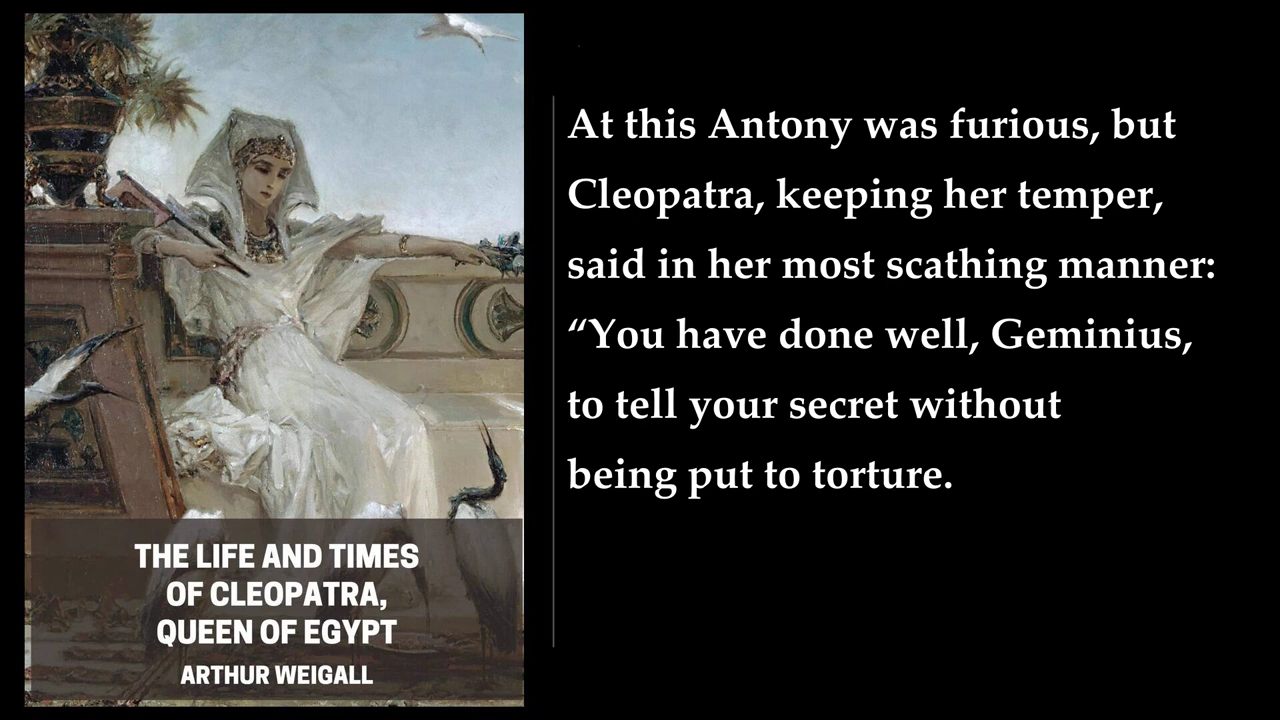 At this Antony was furious, but
Cleopatra, keeping her temper,
said in her most scathing manner:
“You have done well, Geminius,
to tell your secret without
being put to torture.
THE LIFE AND TIMES
OF CLEOPATRA,
QUEEN OF EGYPT
ARTHUR WEIGALL